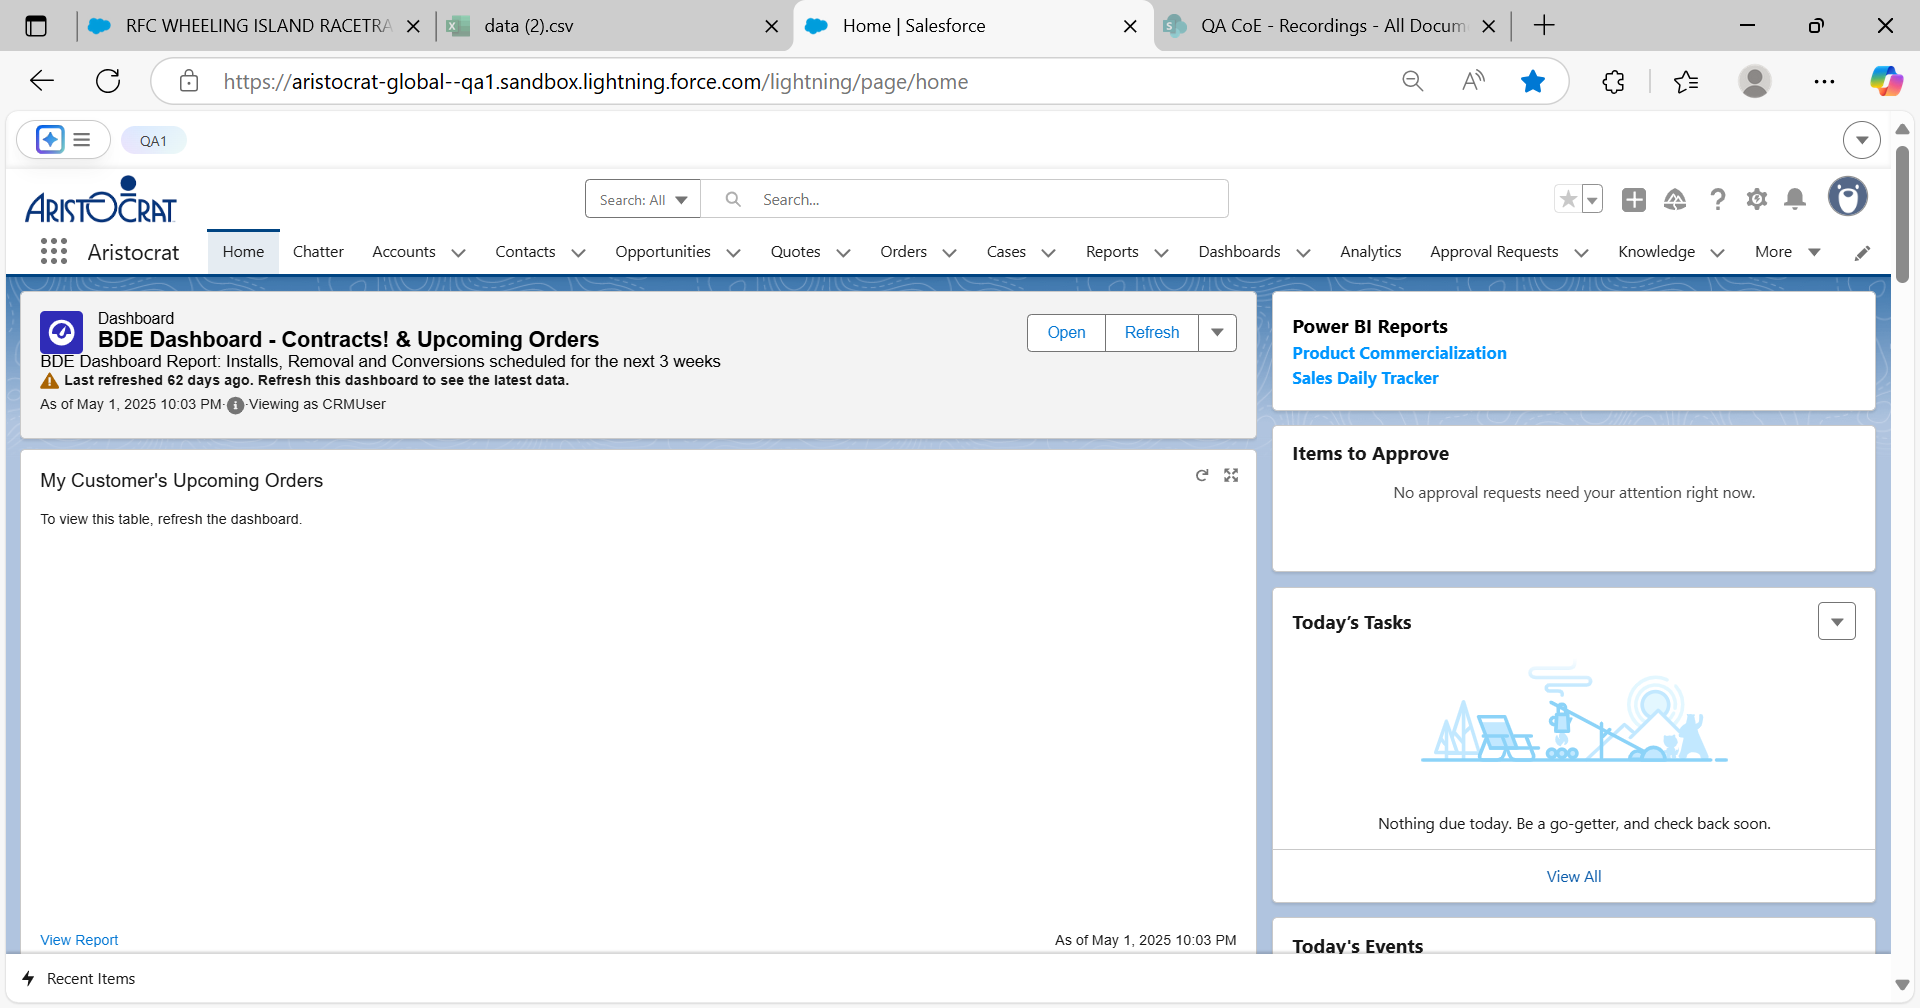 RFC WHEELING ISLAND RACETRA
data (2).csv
Home | Salesforce
QA CoE - Recordings - All Docum
https://aristocrat-global--qa1.sandbox.lightning.force.com/lightning/page/home
QA1
ARISTOCRAT
Search: All
Search...
Aristocrat
Home
Chatter
Accounts
Contacts
Opportunities
Quotes
Orders
Cases
Reports
Dashboards
Analytics
Approval Requests
Knowledge
More
Dashboard
BDE Dashboard - Contracts! & Upcoming Orders
BDE Dashboard Report: Installs, Removal and Conversions scheduled for the next 3 weeks
Last refreshed 62 days ago. Refresh this dashboard to see the latest data.
As of May 1, 2025 10:03 PM·Viewing as CRMUser
Open
Refresh
My Customer's Upcoming Orders
To view this table, refresh the dashboard.
View Report
As of May 1, 2025 10:03 PM
Power BI Reports
Product Commercialization
Sales Daily Tracker
Items to Approve
No approval requests need your attention right now.
Today’s Tasks
Nothing due today. Be a go-getter, and check back soon.
View All
Today's Events
Recent Items